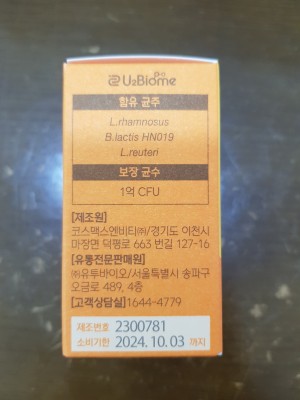 U2Biome
함유 균주
L.rhamnosus
B.lactis HN019
L.reuteri
보장 균수
1억 CFU
[제조원]
코스맥스엔비티㈜/경기도 이천시
마장면 덕평로 663 번길 127-16
[유통전문판매원]
㈜유투바이오/서울특별시 송파구
오금로 489, 4층
[고객상담실]1644-4779
제조번호 2300781
소비기한 2024. 10. 03 까지